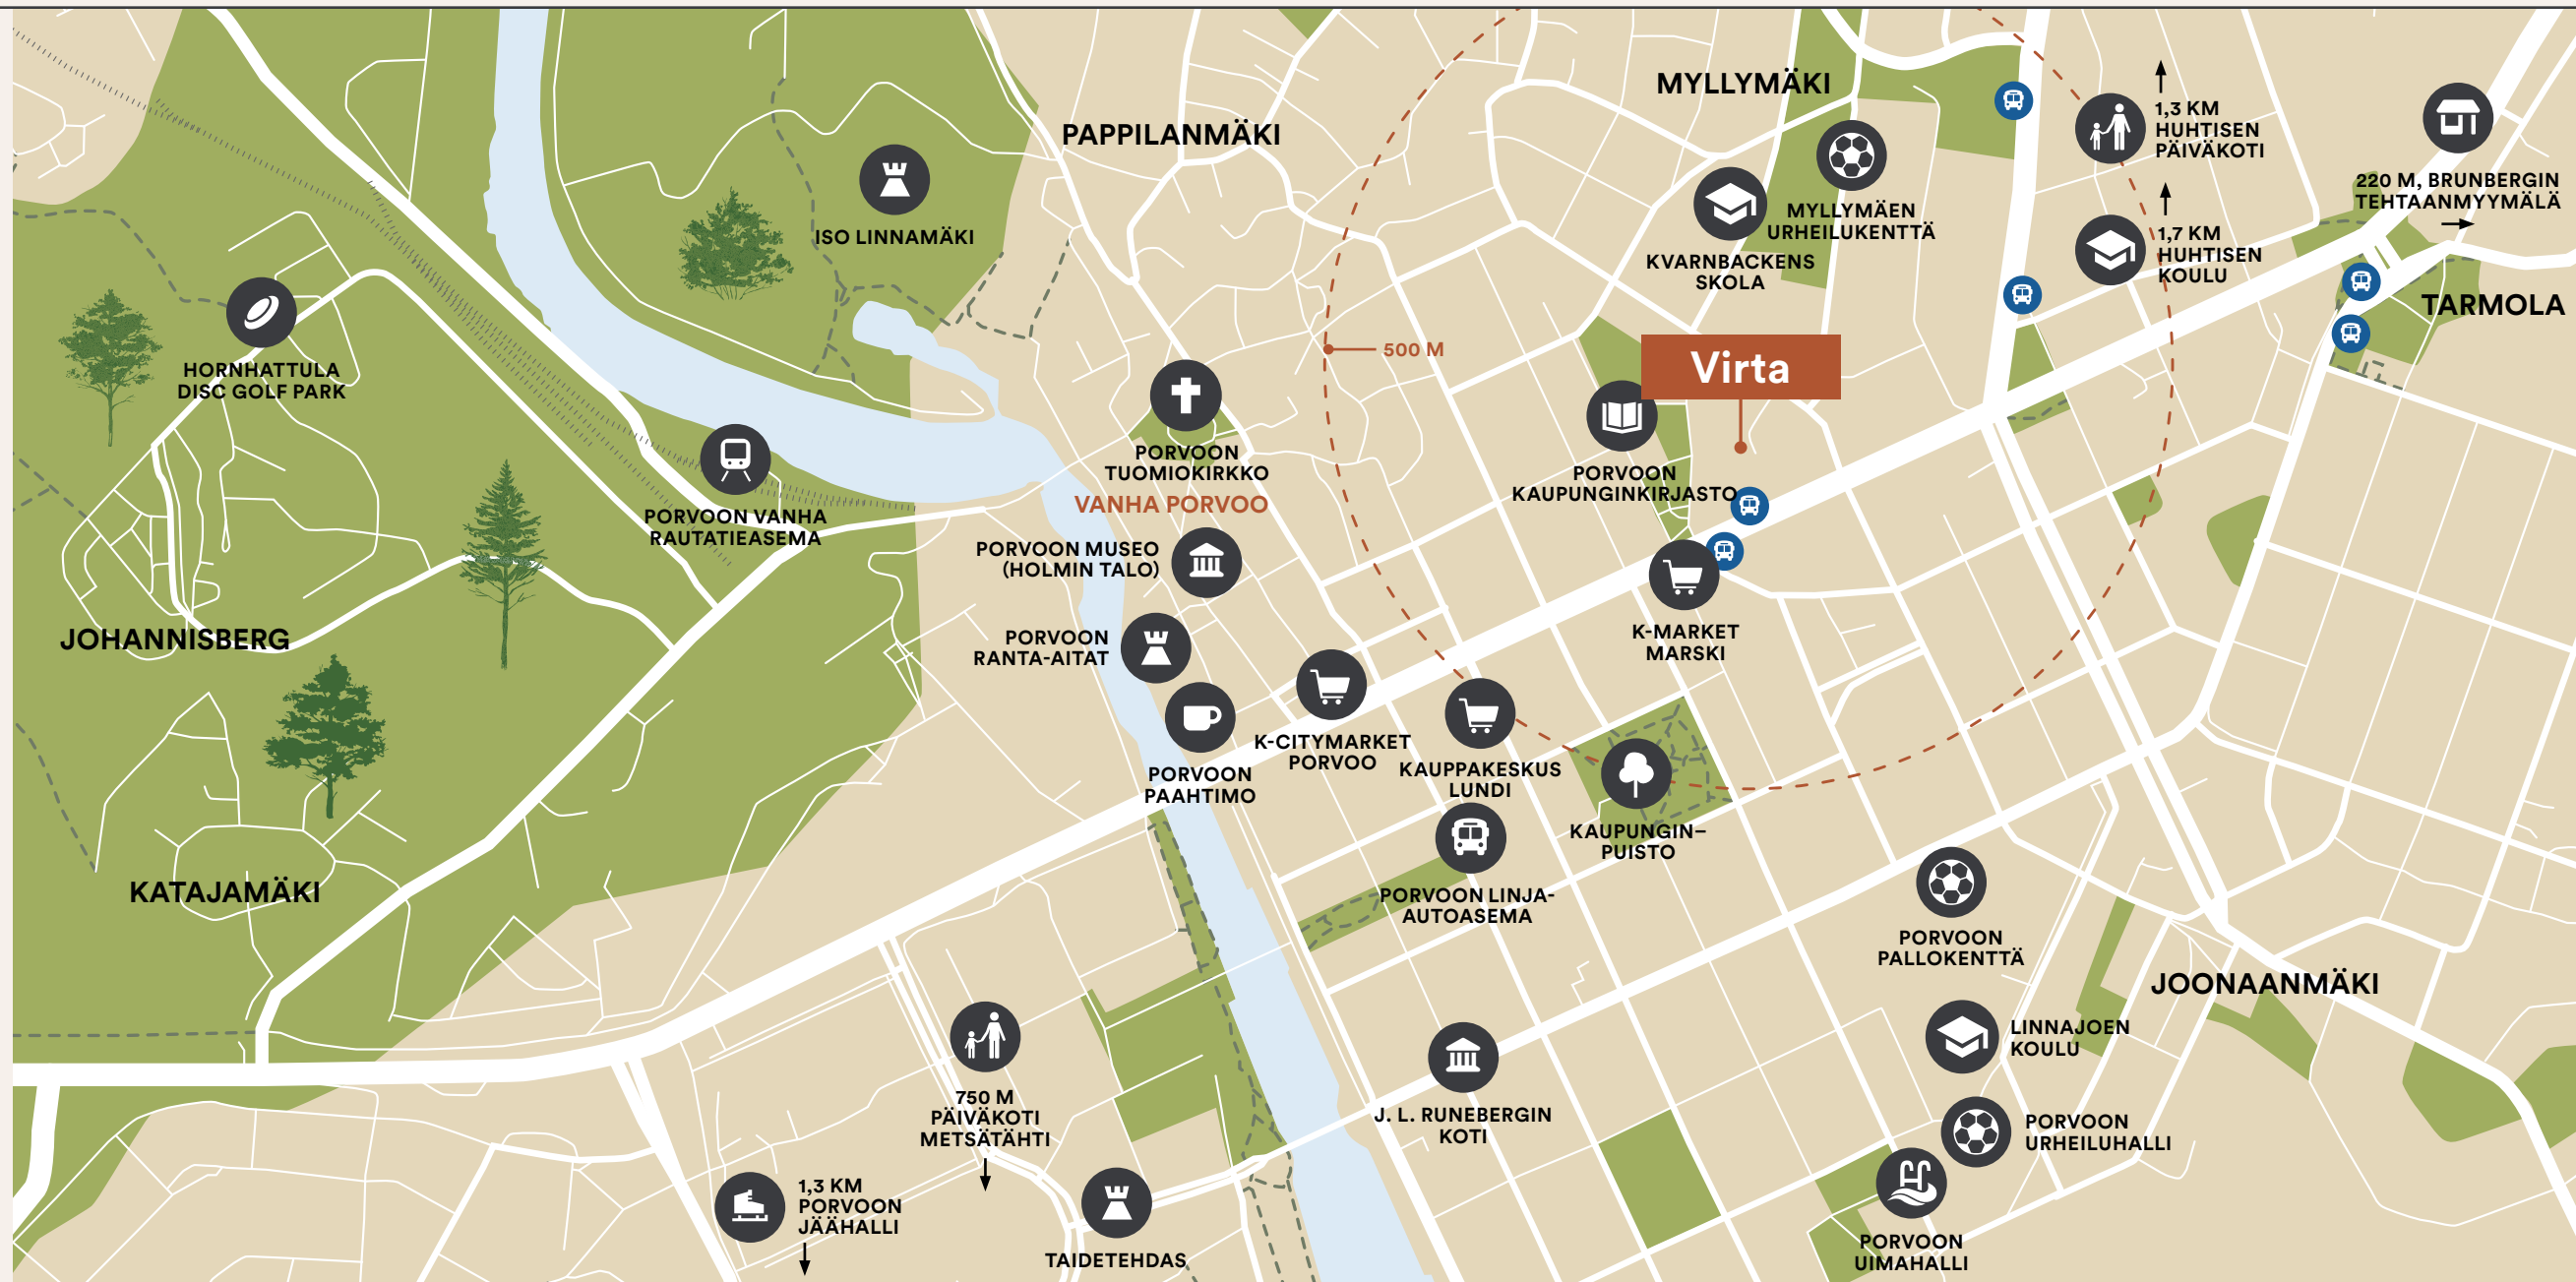 MYLLYMÄKI
PAPPILANMÄKI
1,3 KM
HUHTISEN
PÄIVÄKOTI
220 M, BRUNBERGIN
TEHTAANMYYMÄLÄ
MYLLYMÄEN
URHEILUKENTTÄ
ISO LINNAMÄKI
KVARNBACKENS
SKOLA
1,7 KM
HUHTISEN
KOULU
TARMOLA
500 M
Virta
HORNHATTULA
DISC GOLF PARK
PORVOON
TUOMIOKIRKKO
VANHA PORVOO
PORVOON
KAUPUNGINKIRJASTO
PORVOON VANHA
RAUTATIEASEMA
PORVOON MUSEO
(HOLMIN TALO)
JOHANNISBERG
PORVOON
RANTA-AITAT
K-MARKET
MARSKI
K-CITYMARKET
PORVOO
KAUPPAKESKUS
LUNDI
PORVOON
PAAHTIMO
KAUPUNGIN–
PUISTO
KATAJAMÄKI
PORVOON LINJA-
AUTOASEMA
PORVOON
PALLOKENTTÄ
JOONAANMÄKI
LINNAJOEN
KOULU
750 M
PÄIVÄKOTI
METSÄTÄHTI
J. L. RUNEBERGIN
KOTI
PORVOON
URHEILUHALLI
1,3 KM
PORVOON
JÄÄHALLI
TAIDETEHDAS
PORVOON
UIMAHALLI